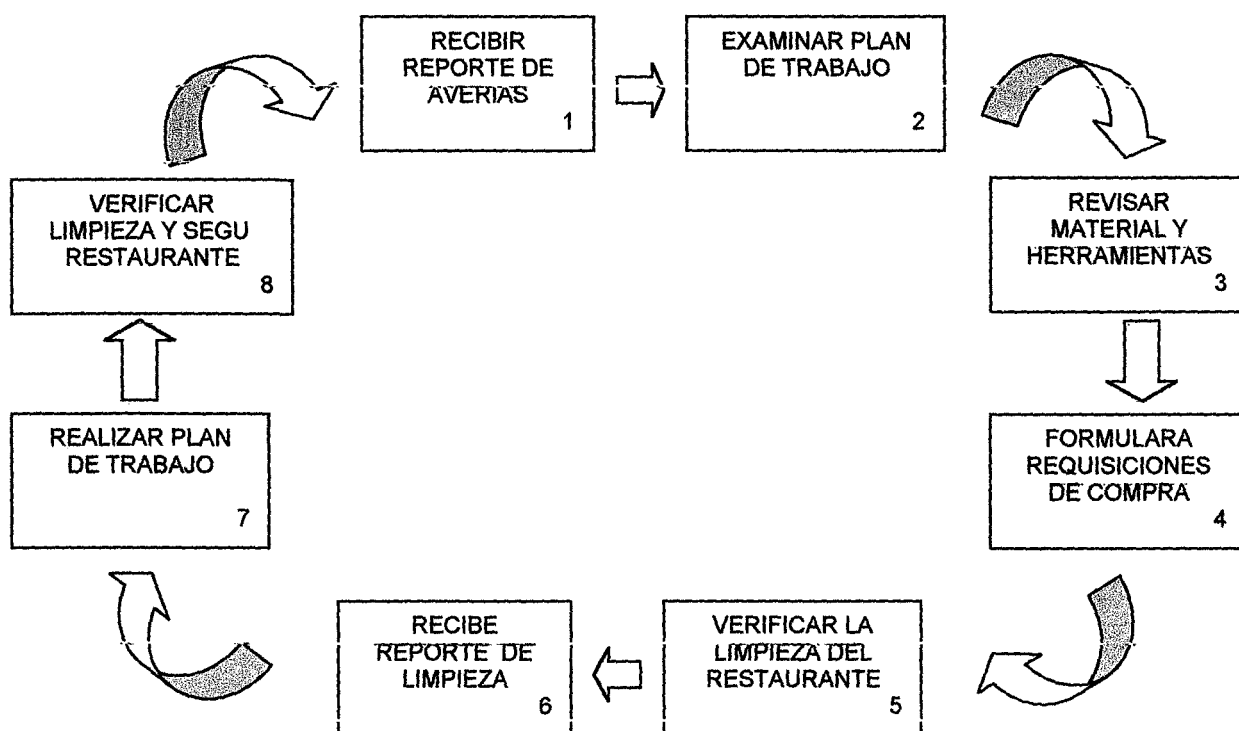 RECIBIR
REPORTE DE
AVERIAS
1
EXAMINAR PLAN
DE TRABAJO
2
REVISAR
MATERIAL Y
HERRAMIENTAS
3
FORMULARA
REQUISICIONES
DE COMPRA
4
VERIFICAR LA
LIMPIEZA DEL
RESTAURANTE
5
RECIBE
REPORTE DE
LIMPIEZA
6
REALIZAR PLAN
DE TRABAJO
7
VERIFICAR
LIMPIEZA Y SEGU
RESTAURANTE
8